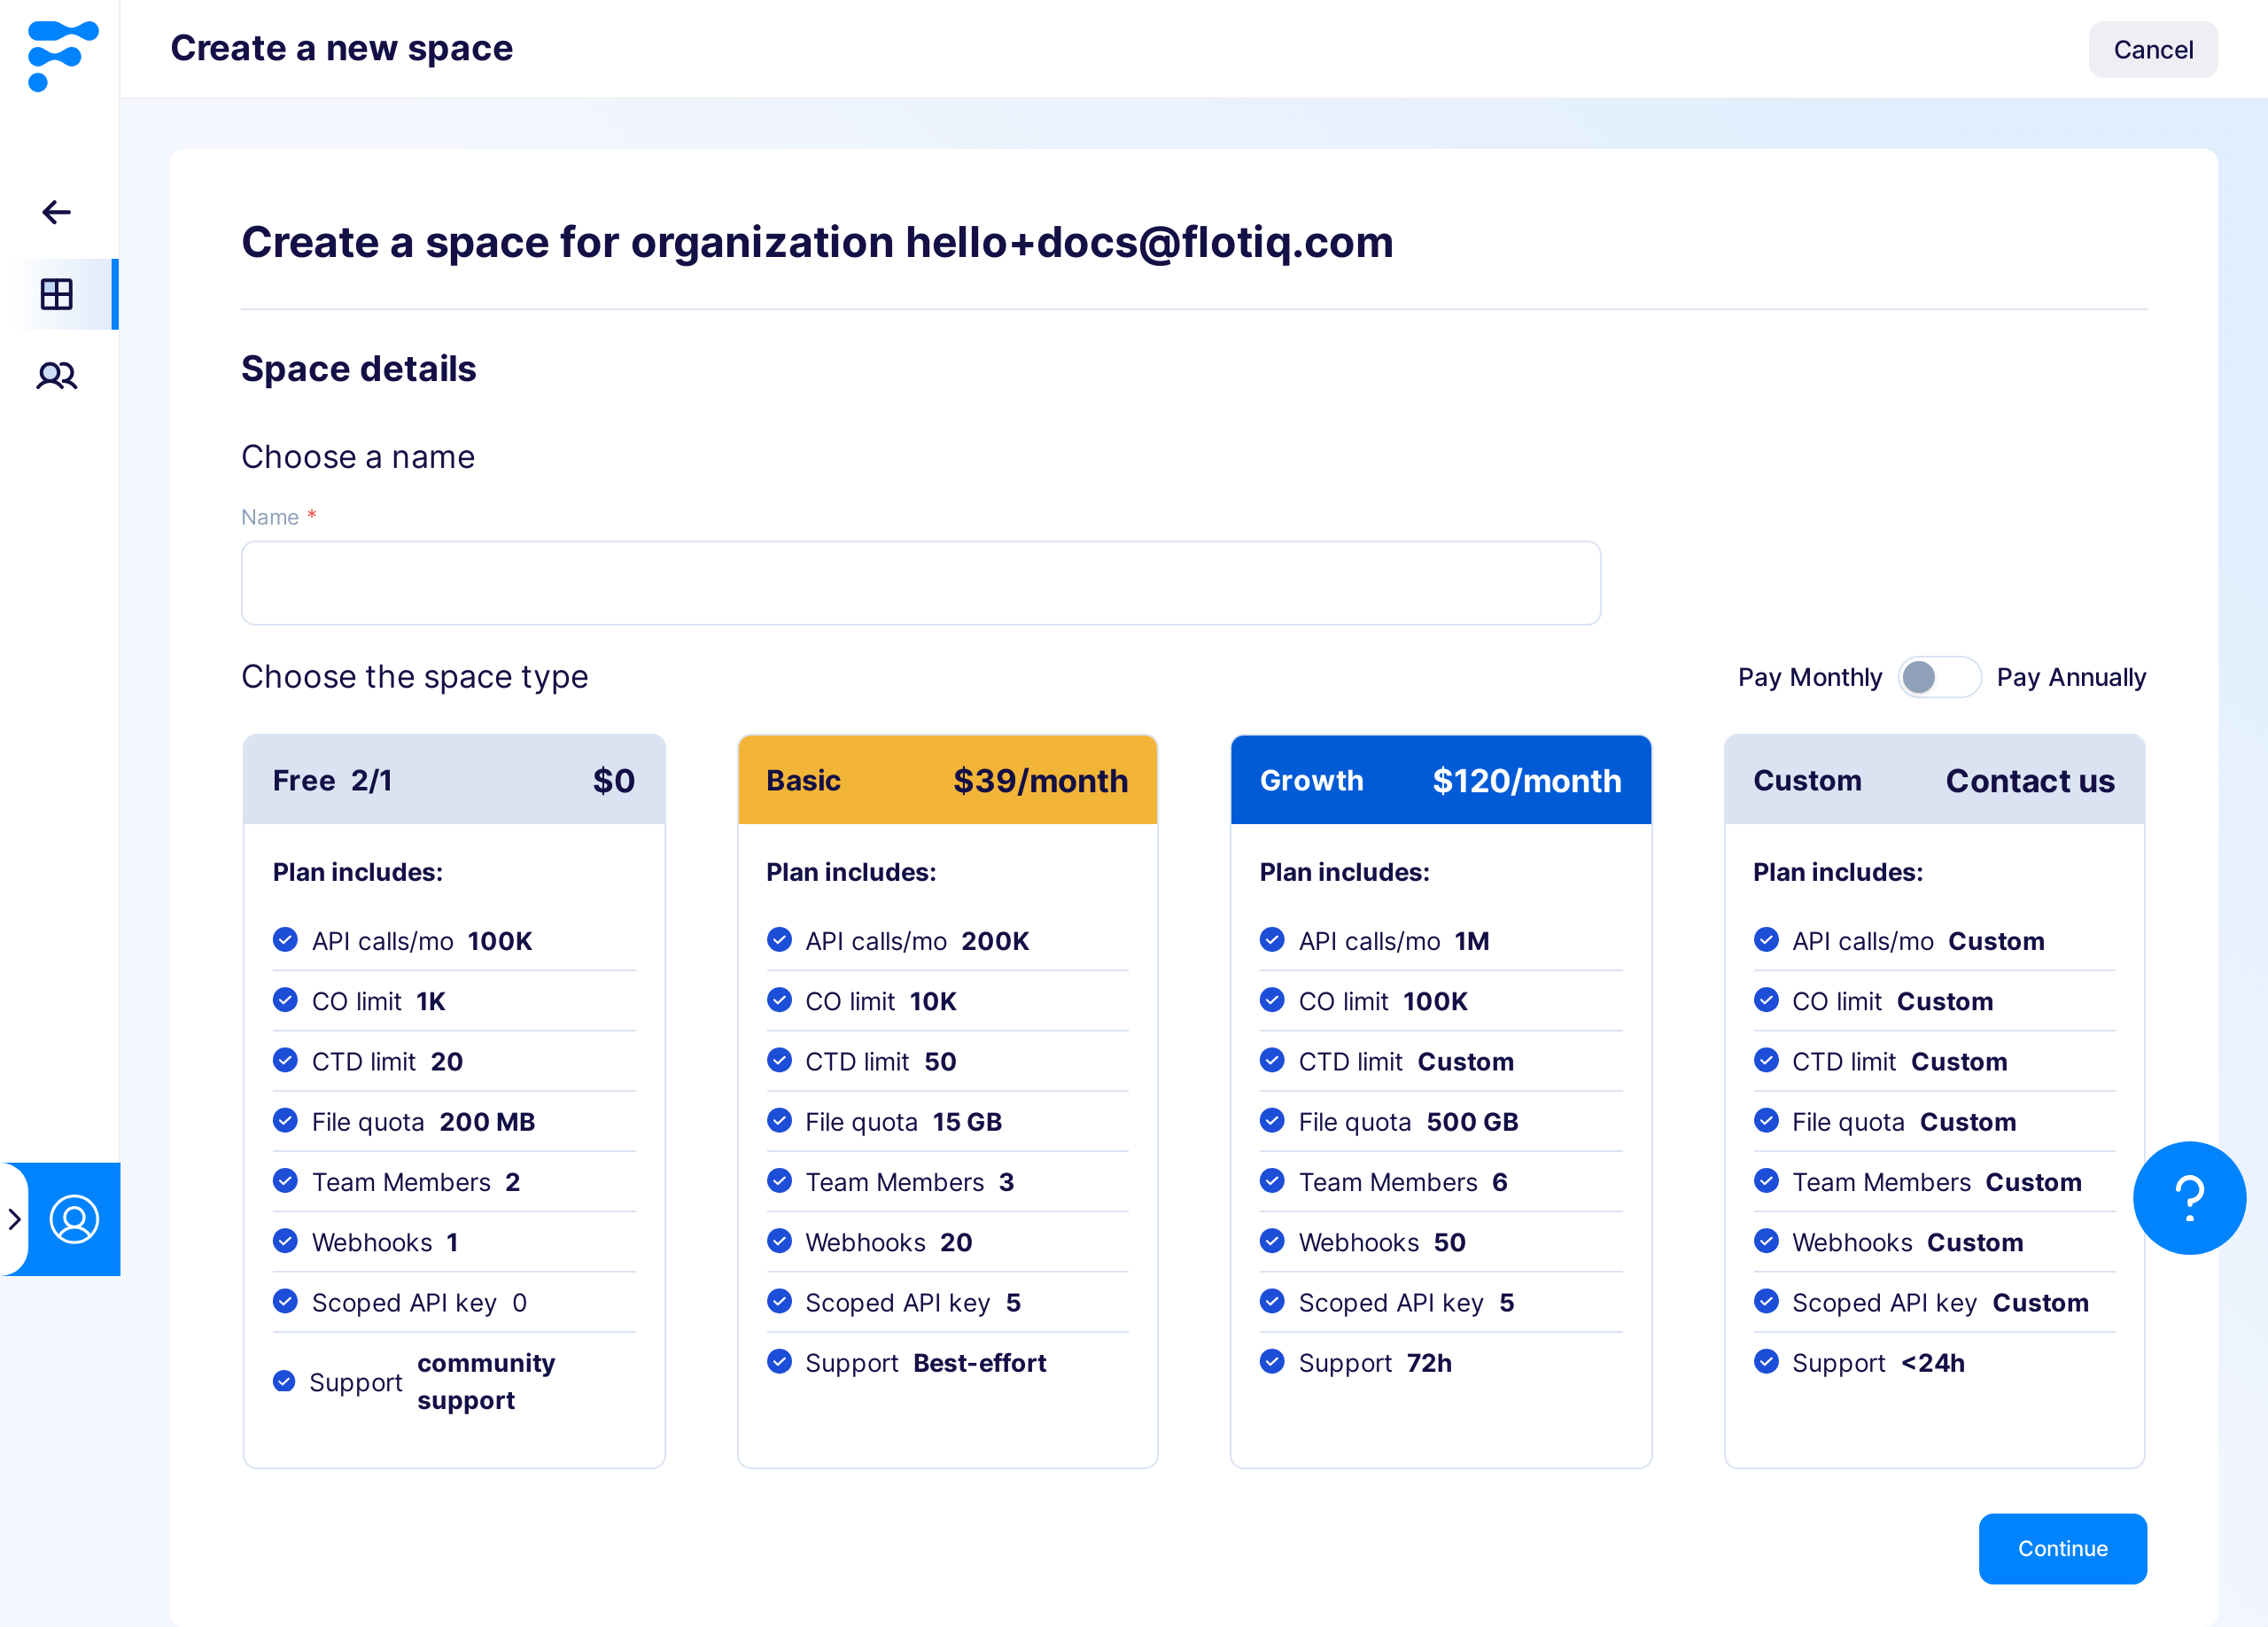 Create a new space
Cancel
Create a space for organization hello+docs@flotiq.com
Space details
Choose a name
Name *
Choose the space type
Pay Monthly
Pay Annually
Free 2/1 $0
Plan includes:
API calls/mo 100K
CO limit 1K
CTD limit 20
File quota 200 MB
Team Members 2
Webhooks 1
Scoped API key 0
Support community
support
Basic $39/month
Plan includes:
API calls/mo 200K
CO limit 10K
CTD limit 50
File quota 15 GB
Team Members 3
Webhooks 20
Scoped API key 5
Support Best-effort
Growth $120/month
Plan includes:
API calls/mo 1M
CO limit 100K
CTD limit Custom
File quota 500 GB
Team Members 6
Webhooks 50
Scoped API key 5
Support 72h
Custom Contact us
Plan includes:
API calls/mo Custom
CO limit Custom
CTD limit Custom
File quota Custom
Team Members Custom
Webhooks Custom
Scoped API key Custom
Support <24h
?
Continue